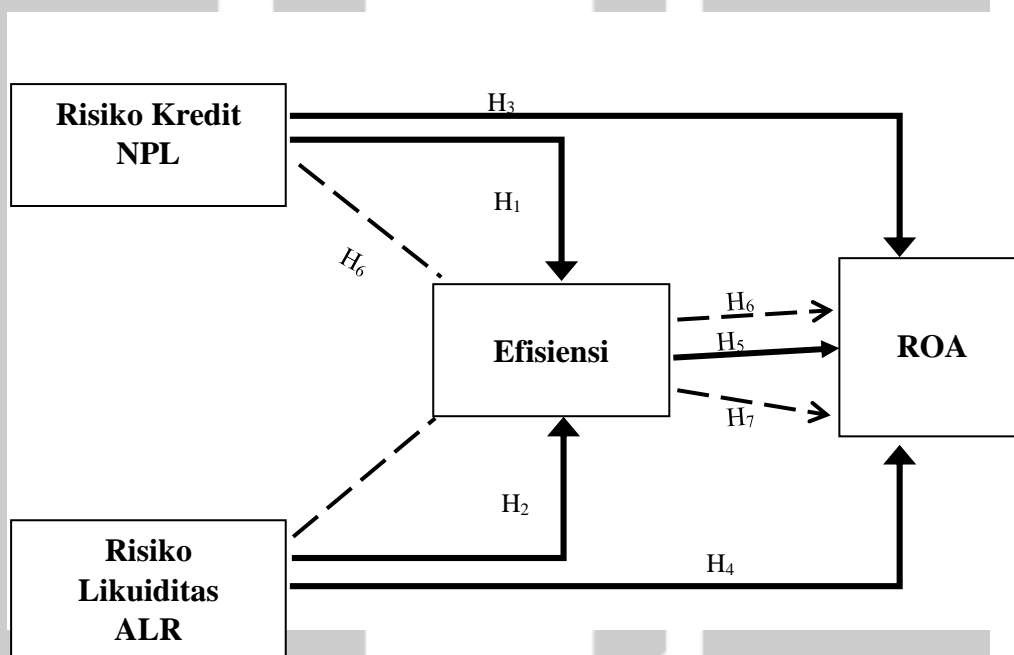 Risiko Kredit
NPL
H₃
H₁
H₆
Efisiensi
H₆
H₅
H₇
ROA
H₂
H₄
Risiko
Likuiditas
ALR